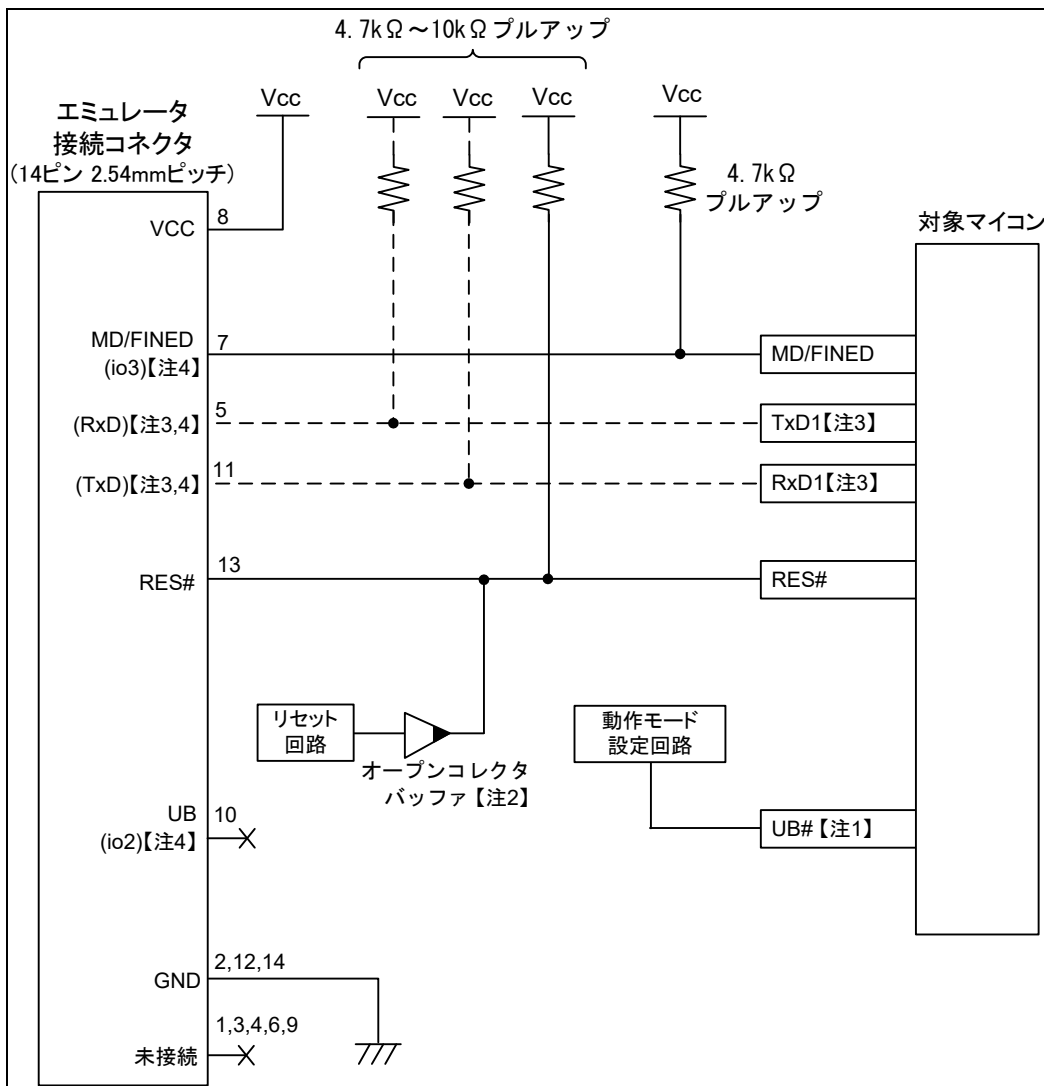 4.7kΩ～10kΩプルアップ
Vcc
Vcc
Vcc
Vcc
Vcc
エミュレータ
接続コネクタ
(14ピン 2.54mmピッチ)
4.7kΩ
プルアップ
対象マイコン
VCC
8
MD/FINED
(io3)【注4】
7
MD/FINED
(RxD)【注3,4】
5
TxD1【注3】
(TxD)【注3,4】
11
RxD1【注3】
RES#
13
RES#
リセット
回路
オープンコレクタ
バッファ【注2】
動作モード
設定回路
UB
(io2)【注4】
10
UB#【注1】
GND
2,12,14
未接続
1,3,4,6,9